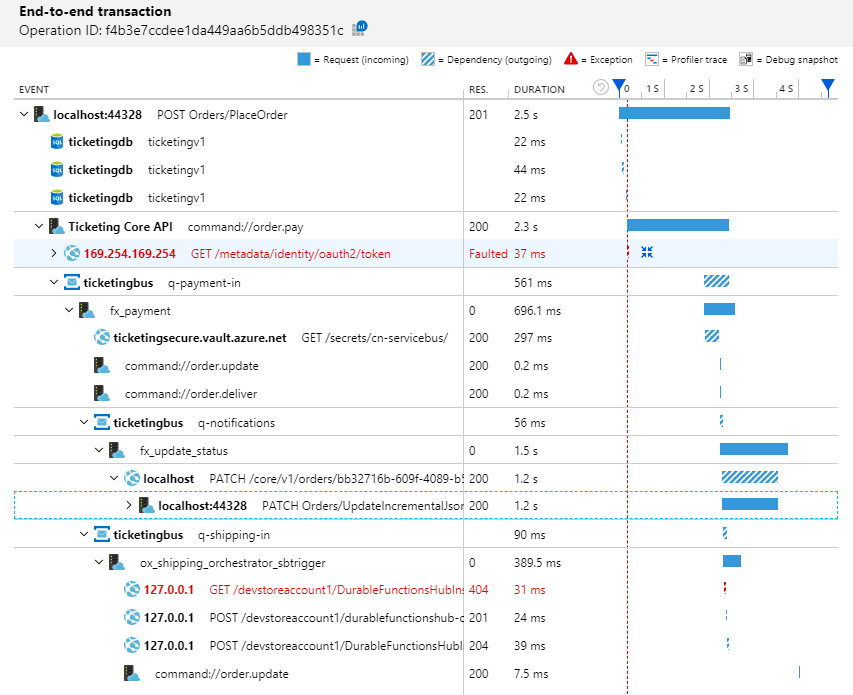 End-to-end transaction
Operation ID: f4b3e7ccdee1da449aa6b5ddb498351c
= Request (incoming) = Dependency (outgoing) = Exception = Profiler trace = Debug snapshot
EVENT RES. DURATION ? 0 1 S 2 S 3 S 4 S
localhost:44328 POST Orders/PlaceOrder 201 2.5 s
SQL ticketingdb ticketingv1 22 ms
SQL ticketingdb ticketingv1 44 ms
SQL ticketingdb ticketingv1 22 ms
Ticketing Core API command://order.pay 200 2.3 s
169.254.169.254 GET /metadata/identity/oauth2/token Faulted 37 ms
ticketingbus q-payment-in 561 ms
fx_payment 0 696.1 ms
ticketingsecure.vault.azure.net GET /secrets/cn-servicebus/ 200 297 ms
command://order.update 200 0.2 ms
command://order.deliver 200 0.2 ms
ticketingbus q-notifications 56 ms
fx_update_status 0 1.5 s
localhost PATCH /core/v1/orders/bb32716b-609f-4089-b5 200 1.2 s
localhost:44328 PATCH Orders/UpdateIncrementalJsor 200 1.2 s
ticketingbus q-shipping-in 90 ms
ox_shipping_orchestrator_sbtrigger 0 389.5 ms
127.0.0.1 GET /devstoreaccount1/DurableFunctionsHubIns 404 31 ms
127.0.0.1 POST /devstoreaccount1/durablefunctionshub-c 201 24 ms
127.0.0.1 POST /devstoreaccount1/DurableFunctionsHubI 204 39 ms
command://order.update 200 7.5 ms